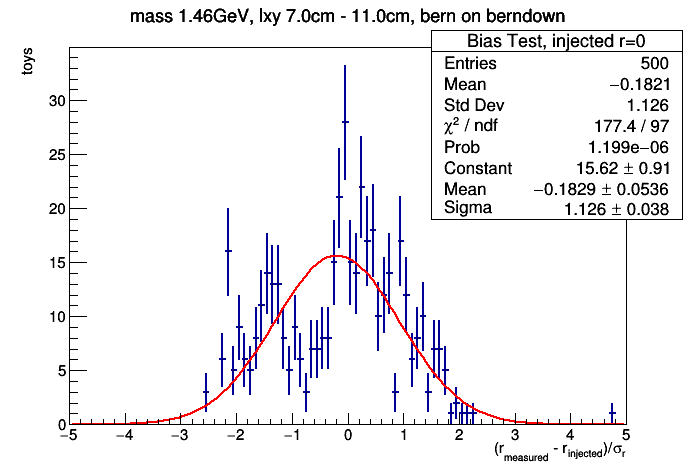 mass 1.46GeV, lxy 7.0cm - 11.0cm, bern on berndown
Bias Test, injected r=0
Entries 500
Mean −0.1821
Std Dev 1.126
χ² / ndf 177.4 / 97
Prob 1.199e−06
Constant 15.62 ± 0.91
Mean −0.1829 ± 0.0536
Sigma 1.126 ± 0.038
toys
30
25
20
15
10
5
0
−5 −4 −3 −2 −1 0 1 2 3 4 5
(r_measured - r_injected)/σ_r